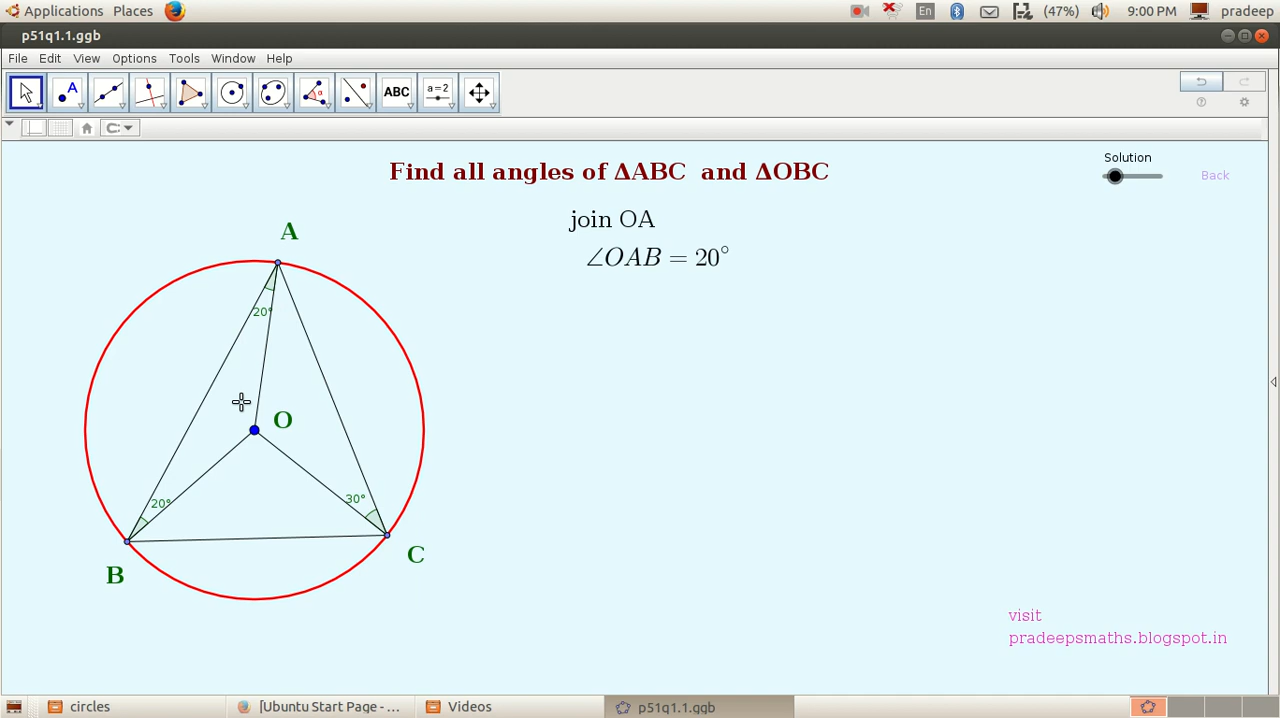 Applications Places En (47%) 9:00 PM pradeep
p51q1.1.ggb
File Edit View Options Tools Window Help
A α ABC a=2
Find all angles of ΔABC and ΔOBC
Solution
Back
join OA
∠OAB = 20°
A
20°
O
20°
30°
B
C
visit
pradeepsmaths.blogspot.in
circles [Ubuntu Start Page - ... Videos p51q1.1.ggb